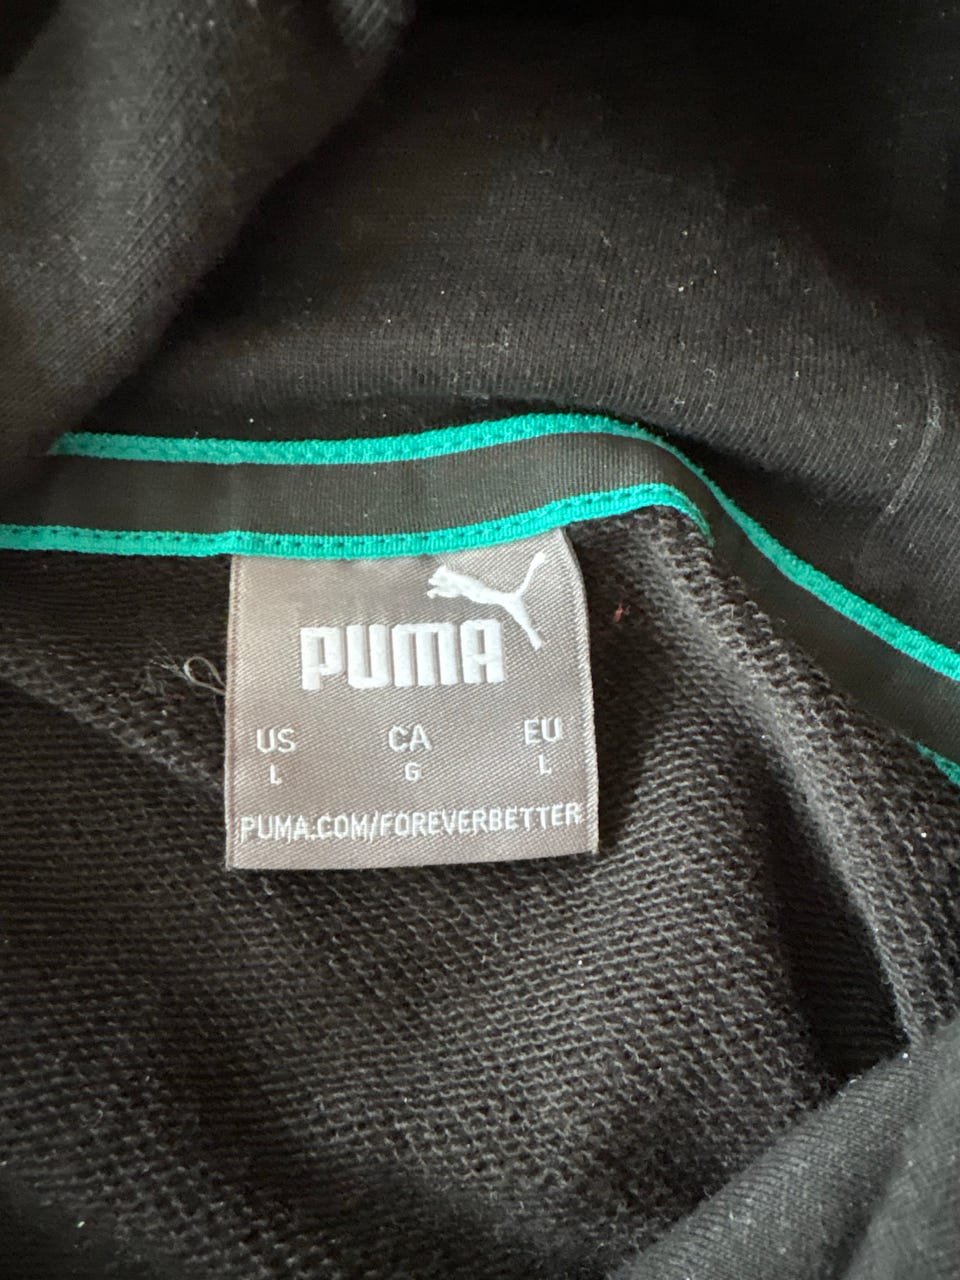 PUMA
US CA EU
L G L
PUMA.COM/FOREVERBETTER